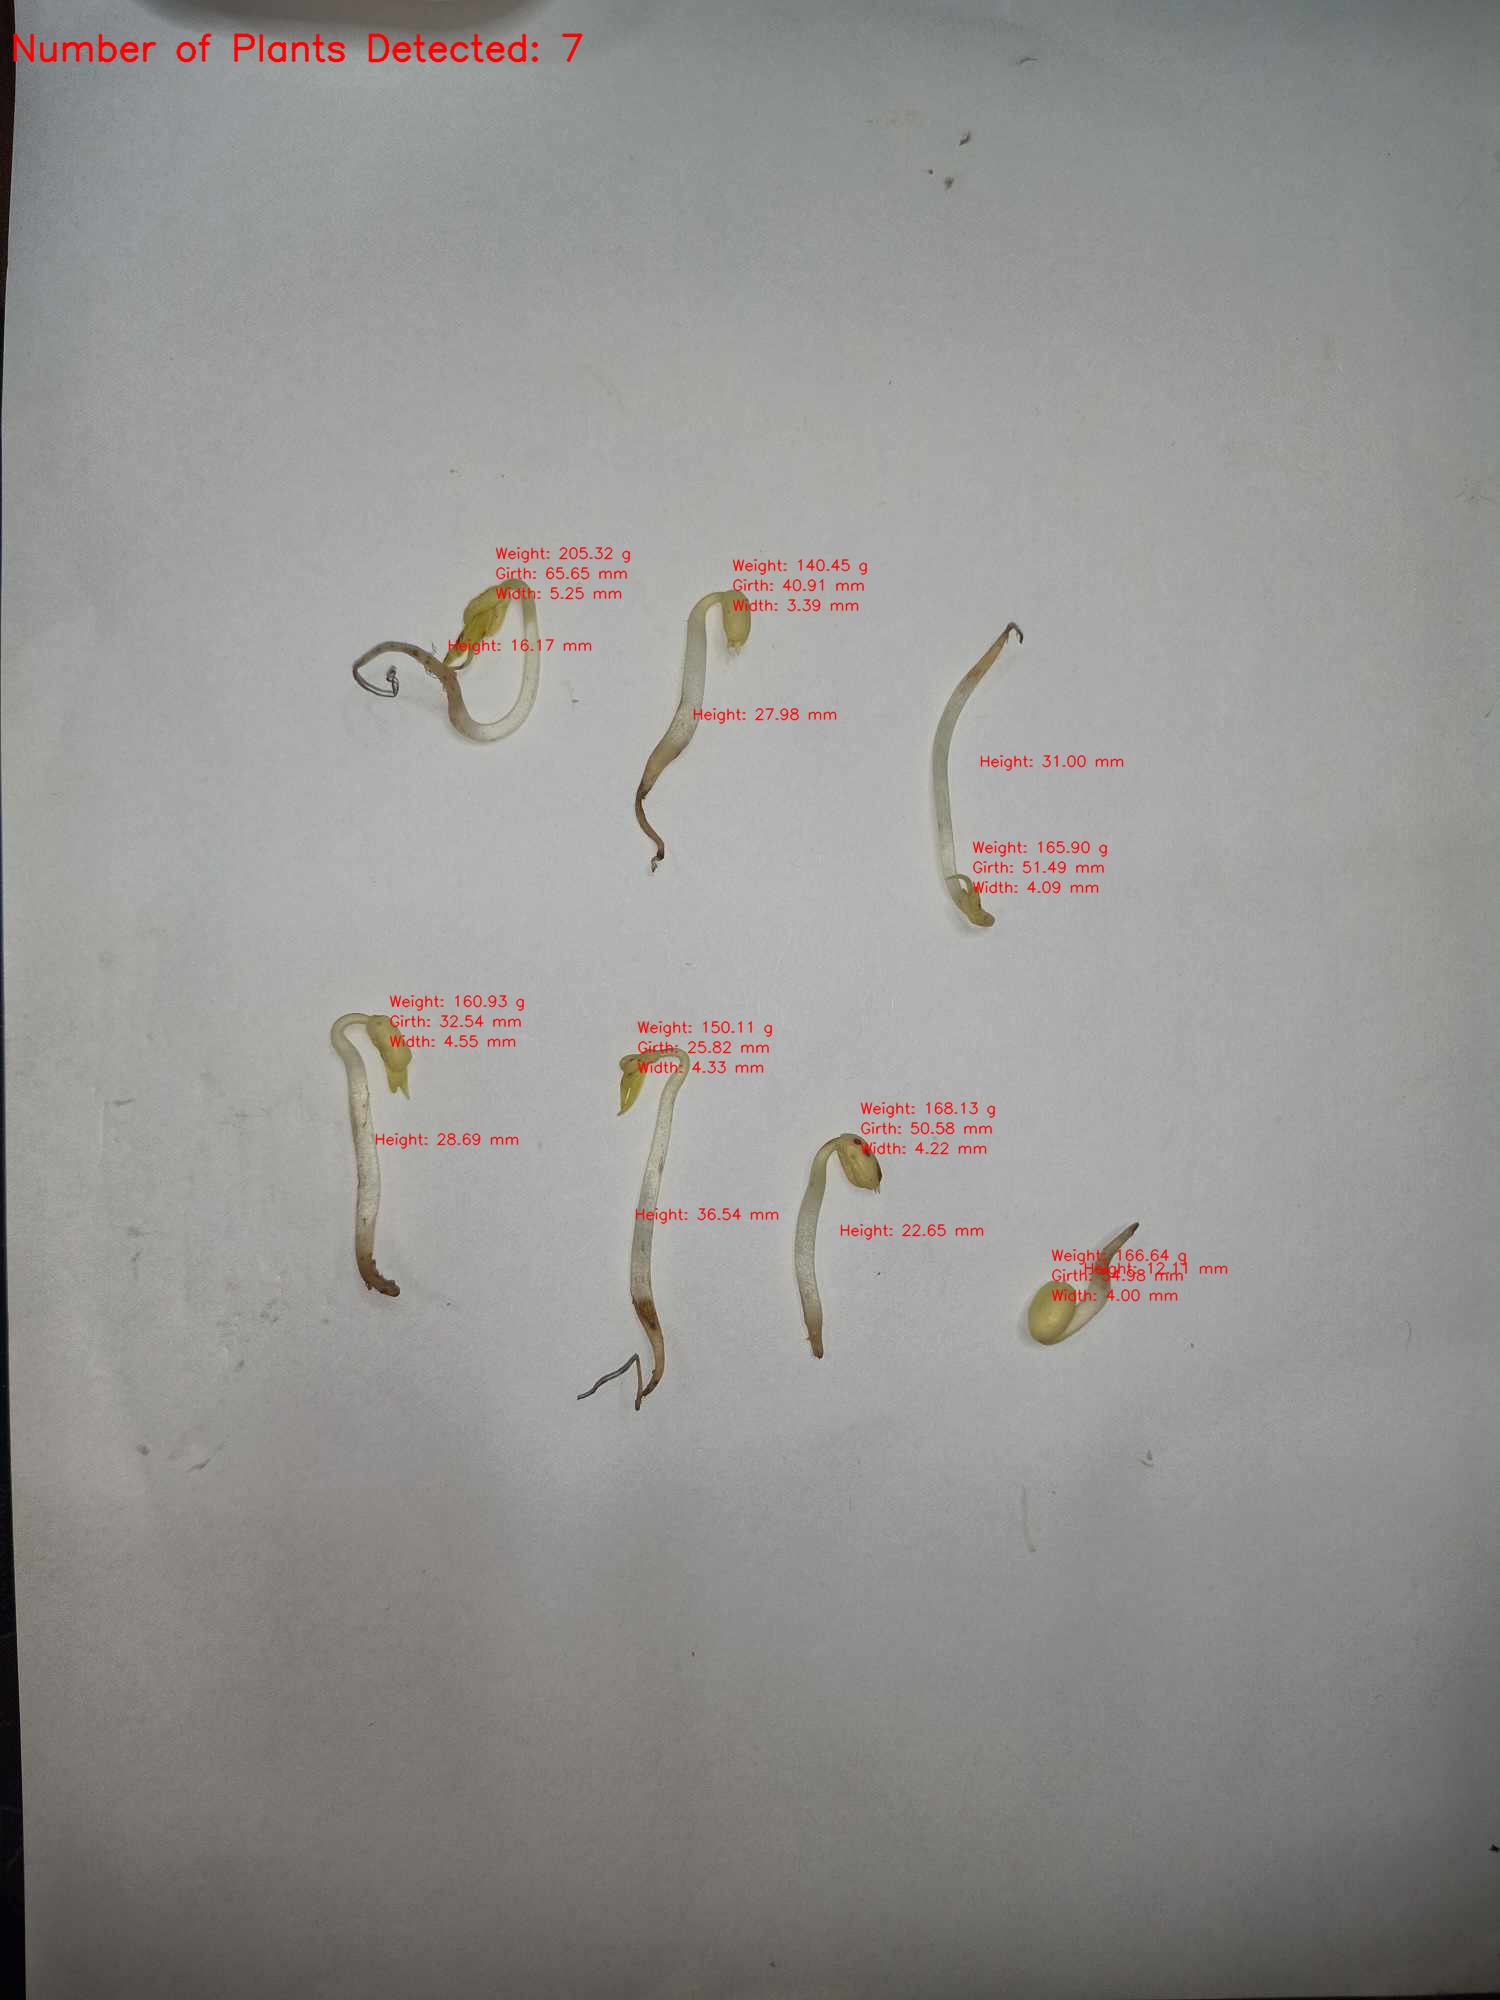 Number of Plants Detected: 7
Weight: 205.32 g
Girth: 65.65 mm
Width: 5.25 mm
Height: 16.17 mm
Weight: 140.45 g
Girth: 40.91 mm
Width: 3.39 mm
Height: 27.98 mm
Height: 31.00 mm
Weight: 165.90 g
Girth: 51.49 mm
Width: 4.09 mm
Weight: 160.93 g
Girth: 32.54 mm
Width: 4.55 mm
Height: 28.69 mm
Weight: 150.11 g
Girth: 25.82 mm
Width: 4.33 mm
Height: 36.54 mm
Weight: 168.13 g
Girth: 50.58 mm
Width: 4.22 mm
Height: 22.65 mm
Weight: 166.64 g
Height: 12.11 mm
Girth: mm
Width: 4.00 mm